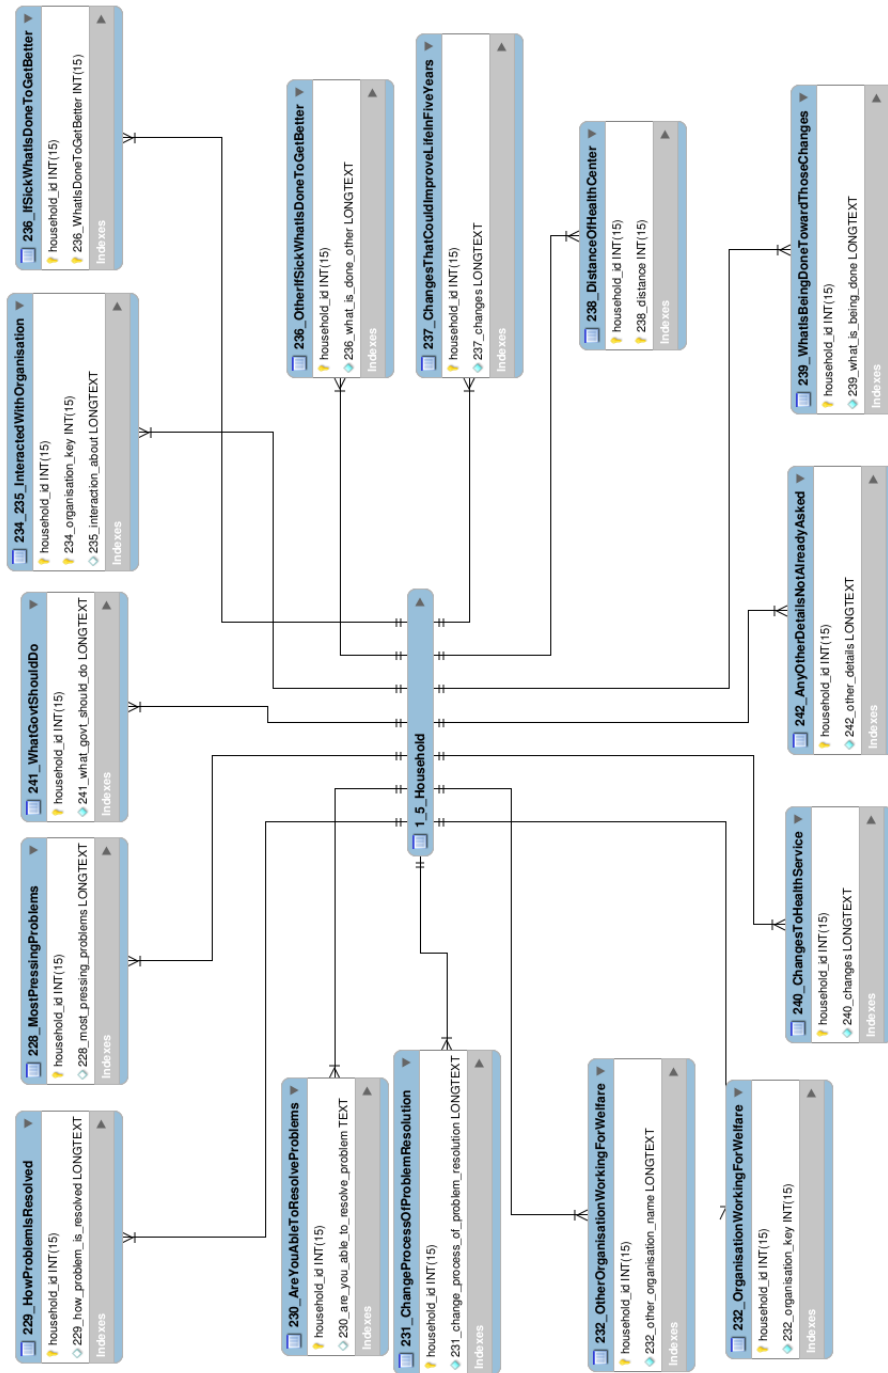 229_HowProblemIsResolved
household_id INT(15)
229_how_problem_is_resolved LONGTEXT
Indexes
228_MostPressingProblems
household_id INT(15)
228_most_pressing_problems LONGTEXT
Indexes
241_WhatGovtShouldDo
household_id INT(15)
241_what_govt_should_do LONGTEXT
Indexes
234_235_InteractedWithOrganisation
household_id INT(15)
234_organisation_key INT(15)
235_interaction_about LONGTEXT
Indexes
236_IfSickWhatIsDoneToGetBetter
household_id INT(15)
236_WhatIsDoneToGetBetter INT(15)
Indexes
230_AreYouAbleToResolveProblems
household_id INT(15)
230_are_you_able_to_resolve_problem TEXT
Indexes
231_ChangeProcessOfProblemResolution
household_id INT(15)
231_change_process_of_problem_resolution LONGTEXT
Indexes
1_5_Household
236_OtherIfSickWhatIsDoneToGetBetter
household_id INT(15)
236_what_is_done_other LONGTEXT
Indexes
237_ChangesThatCouldImproveLifeInFiveYears
household_id INT(15)
237_changes LONGTEXT
Indexes
232_OtherOrganisationWorkingForWelfare
household_id INT(15)
232_other_organisation_name LONGTEXT
Indexes
238_DistanceOfHealthCenter
household_id INT(15)
238_distance INT(15)
Indexes
232_OrganisationWorkingForWelfare
household_id INT(15)
232_organisation_key INT(15)
Indexes
240_ChangesToHealthService
household_id INT(15)
240_changes LONGTEXT
Indexes
242_AnyOtherDetailsNotAlreadyAsked
household_id INT(15)
242_other_details LONGTEXT
Indexes
239_WhatIsBeingDoneTowardThoseChanges
household_id INT(15)
239_what_is_being_done LONGTEXT
Indexes